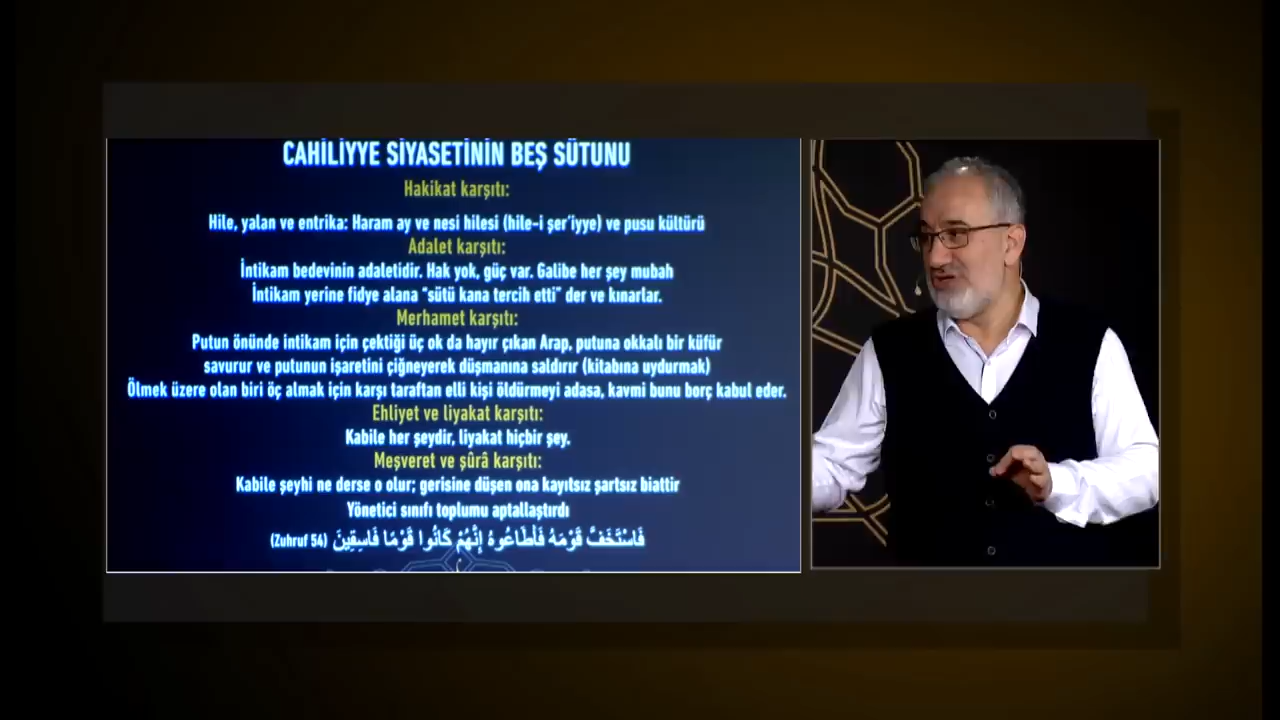 CAHİLİYYE SİYASETİNİN BEŞ SÜTUNU
Hakikat karşıtı:
Hile, yalan ve entrika: Haram ay ve nesi hilesi (hile-i şer’iyye) ve pusu kültürü
Adalet karşıtı:
İntikam bedevinin adaletidir. Hak yok, güç var. Galibe her şey mubah
İntikam yerine fidye alana “sütü kana tercih etti” der ve kınarlar.
Merhamet karşıtı:
Putun önünde intikam için çektiği üç ok da hayır çıkan Arap, putuna okkalı bir küfür
savurur ve putunun işaretini çiğneyerek düşmanına saldırır (kitabına uydurmak)
Ölmek üzere olan biri öç almak için karşı taraftan elli kişi öldürmeyi adasa, kavmi bunu borç kabul eder.
Ehliyet ve liyakat karşıtı:
Kabile her şeydir, liyakat hiçbir şey.
Meşveret ve şûrâ karşıtı:
Kabile şeyhi ne derse o olur; gerisine düşen ona kayıtsız şartsız biattir
Yönetici sınıfı toplumu aptallaştırdı
فَاسْتَخَفَّ قَوْمَهُ فَأَطَاعُوهُ إِنَّهُمْ كَانُوا قَوْمًا فَاسِقِينَ (Zuhruf 54)